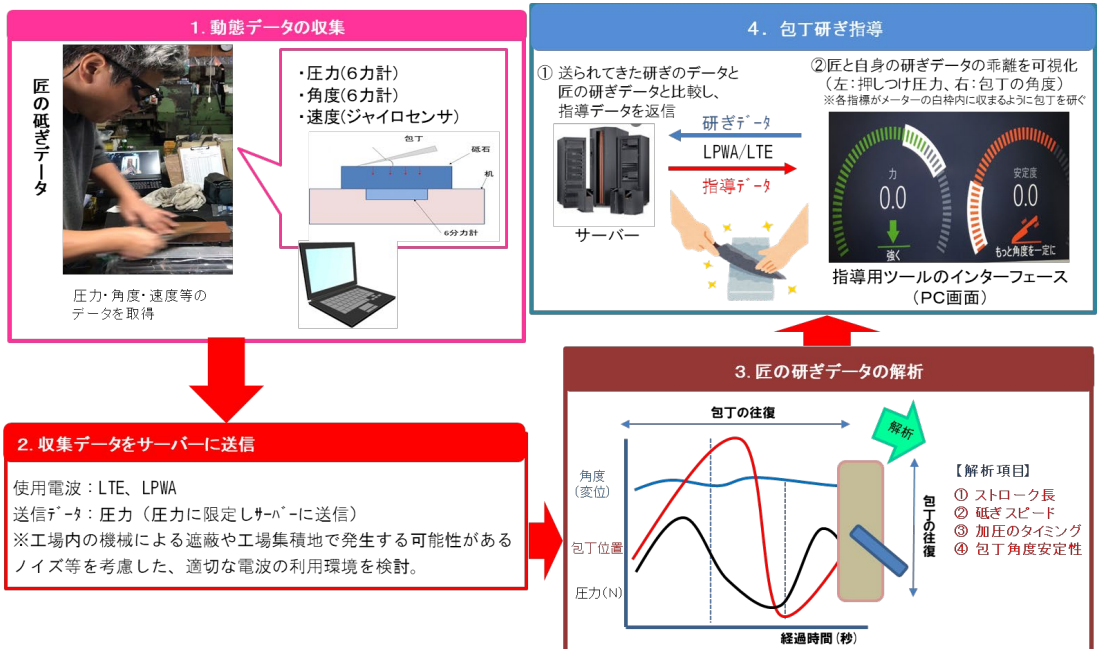 1. 動態データの収集
匠の砥ぎデータ
・圧力(6力計)
・角度(6力計)
・速度(ジャイロセンサ)
包丁
砥石
机
6分力計
圧力・角度・速度等の
データを取得
2. 収集データをサーバーに送信
使用電波：LTE、LPWA
送信ﾃﾞｰﾀ：圧力（圧力に限定しｻｰﾊﾞｰに送信）
※工場内の機械による遮蔽や工場集積地で発生する可能性がある
ノイズ等を考慮した、適切な電波の利用環境を検討。
3. 匠の研ぎデータの解析
包丁の往復
解析
角度
(変位)
包丁位置
圧力(N)
経過時間(秒)
包丁の往復
【解析項目】
① ストローク長
② 砥ぎスピード
③ 加圧のタイミング
④ 包丁角度安定性
4. 包丁研ぎ指導
① 送られてきた研ぎのデータと
匠の研ぎデータと比較し、
指導データを返信
サーバー
研ぎﾃﾞｰﾀ
LPWA/LTE
指導ﾃﾞｰﾀ
②匠と自身の研ぎデータの乖離を可視化
（左：押しつけ圧力、右：包丁の角度）
※各指標がメーターの白枠内に収まるように包丁を研ぐ
力
0.0
強く
安定度
0.0
もっと角度を一定に
指導用ツールのインターフェース
（PC画面）